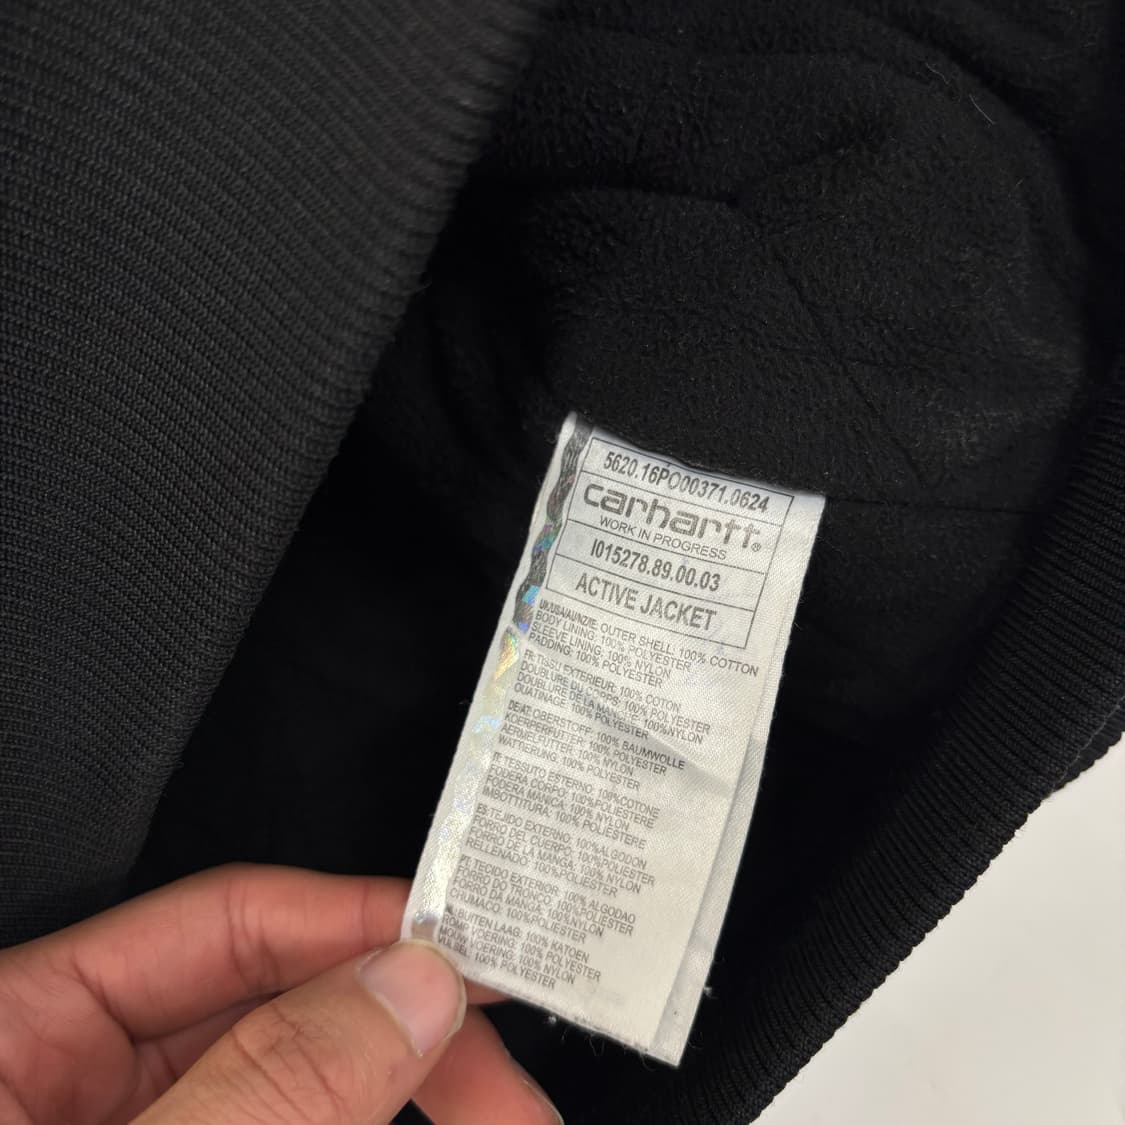 5620.16PO00371.0624
carhartt®
WORK IN PROGRESS
I015278.89.00.03
ACTIVE JACKET
UK/USA/AU/NZ/IE: OUTER SHELL: 100% COTTON
BODY LINING: 100% POLYESTER
SLEEVE LINING: 100% NYLON
PADDING: 100% POLYESTER
FR: TISSU EXTERIEUR: 100% COTON
DOUBLURE DU CORPS: 100% POLYESTER
DOUBLURE DE LA MANCHE: 100%NYLON
OUATINAGE: 100% POLYESTER
DE/AT: OBERSTOFF: 100% BAUMWOLLE
KOERPERFUTTER: 100% POLYESTER
AERMELFUTTER: 100% NYLON
WATTIERUNG: 100% POLYESTER
IT: TESSUTO ESTERNO: 100%COTONE
FODERA CORPO: 100%POLIESTERE
FODERA MANICA: 100% NYLON
IMBOTTITURA: 100% POLIESTERE
ES: TEJIDO EXTERNO: 100%ALGODON
FORRO DEL CUERPO: 100%POLIESTER
FORRO DE LA MANGA: 100% NYLON
RELLENADO: 100%POLIESTER
PT: TECIDO EXTERIOR: 100% ALGODAO
FORRO DO TRONCO: 100%POLIESTER
FORRO DA MANGA: 100%NYLON
CHUMACO: 100%POLIESTER
BUITEN LAAG: 100% KATOEN
ROMP VOERING: 100% POLYESTER
MOUW VOERING: 100% NYLON
VULSEL: 100% POLYESTER